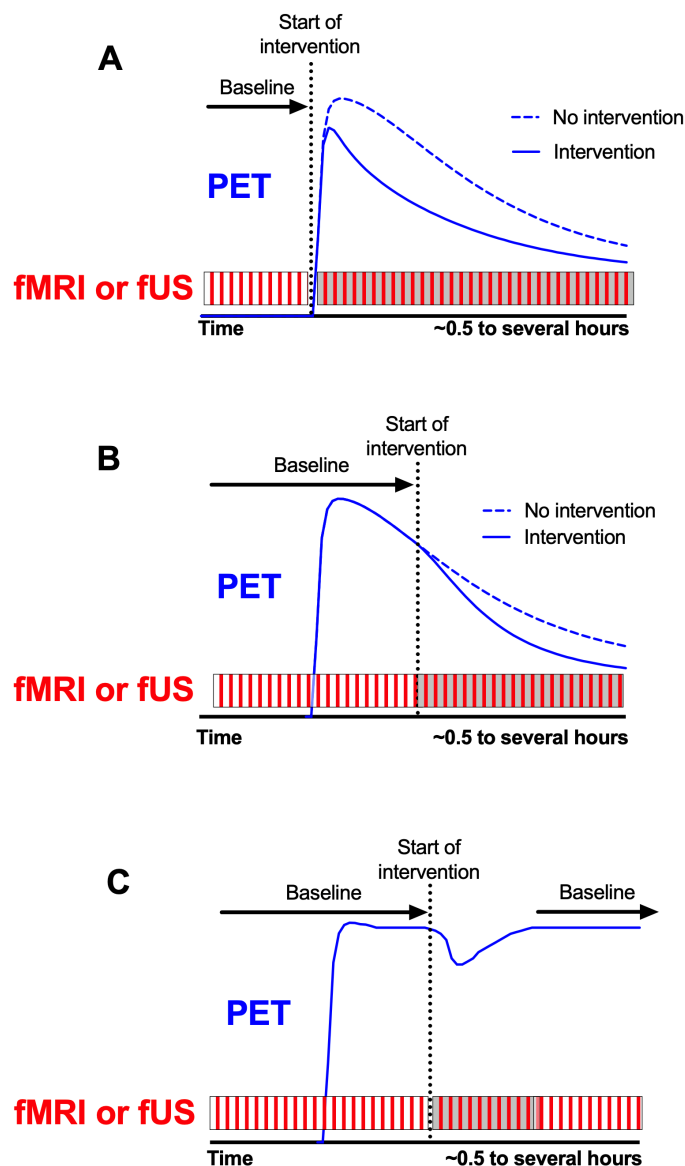 A
Start of
intervention
Baseline
No intervention
Intervention
PET
fMRI or fUS
Time
~0.5 to several hours
B
Start of
intervention
Baseline
No intervention
Intervention
PET
fMRI or fUS
Time
~0.5 to several hours
C
Start of
intervention
Baseline
Baseline
PET
fMRI or fUS
Time
~0.5 to several hours